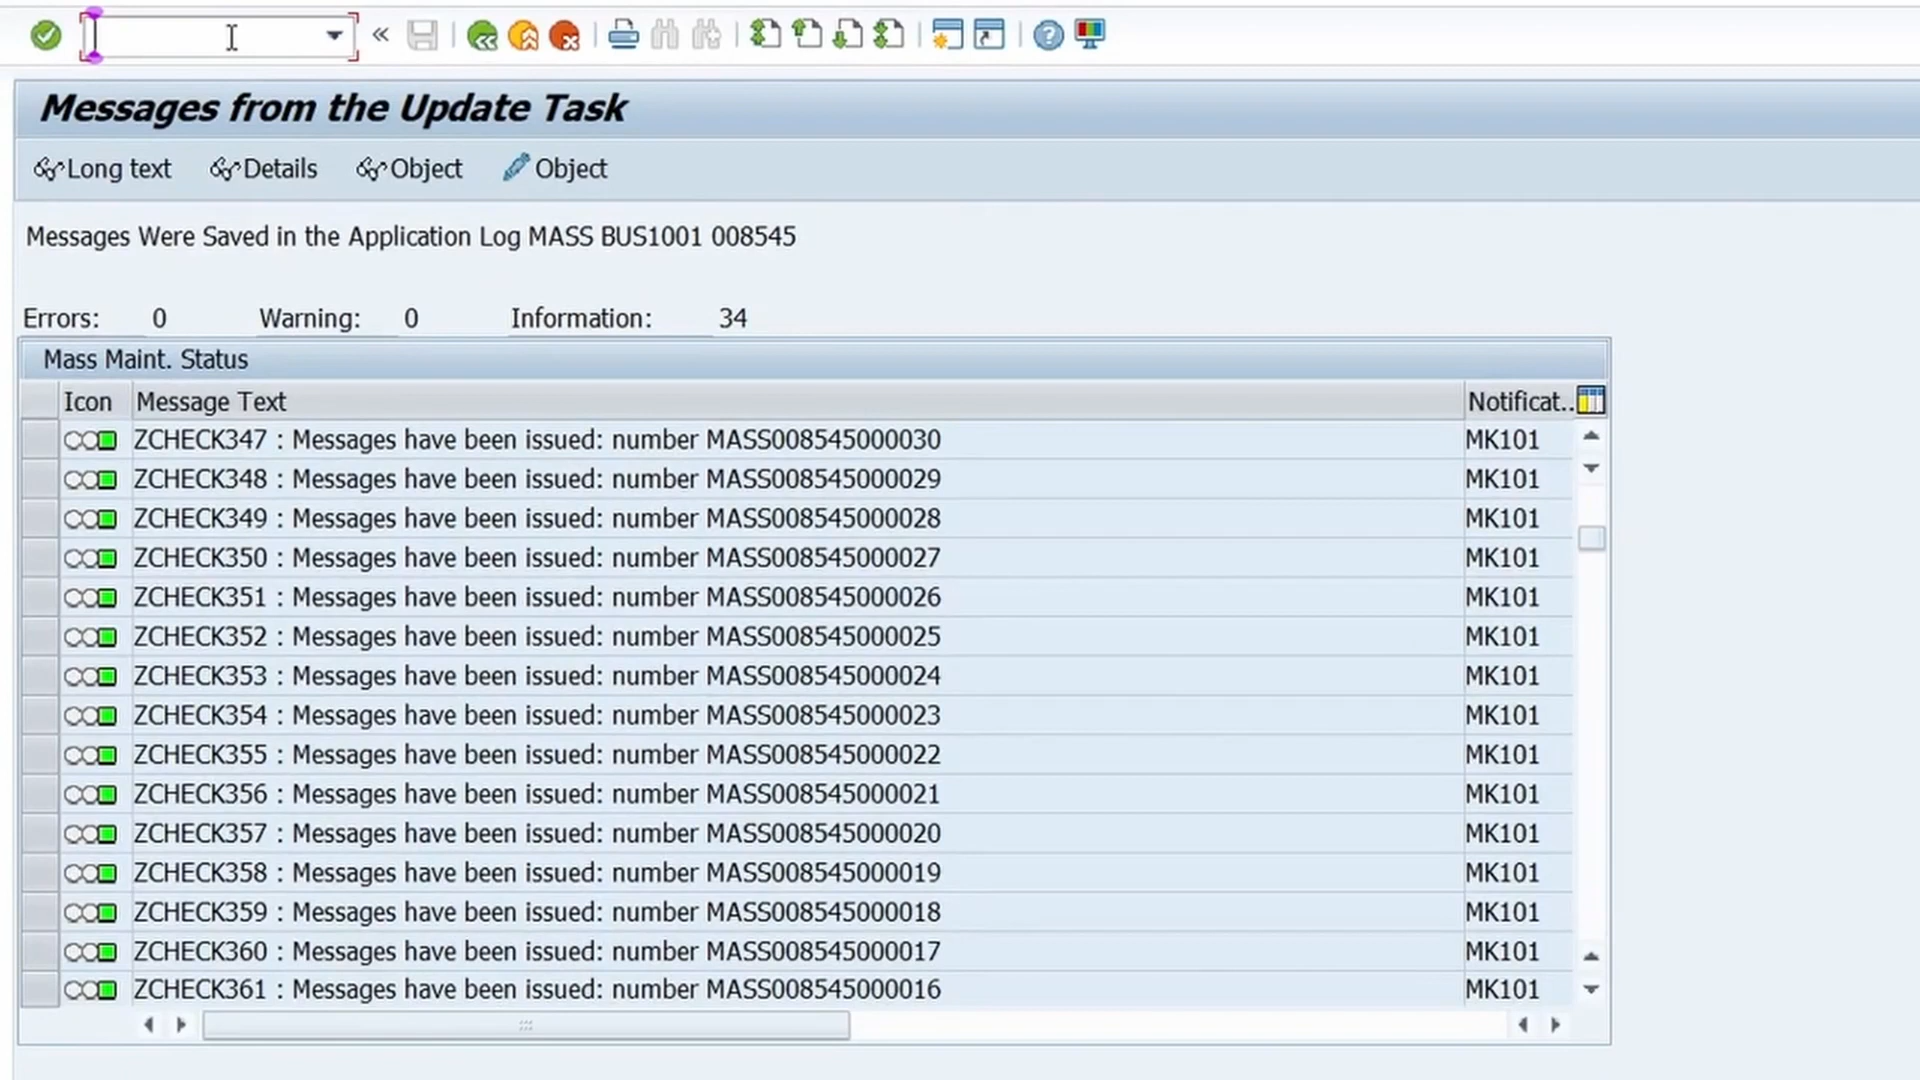 Messages from the Update Task
Long text Details Object Object
Messages Were Saved in the Application Log MASS BUS1001 008545
Errors: 0 Warning: 0 Information: 34
Mass Maint. Status
Icon Message Text Notificat..
ZCHECK347 : Messages have been issued: number MASS008545000030 MK101
ZCHECK348 : Messages have been issued: number MASS008545000029 MK101
ZCHECK349 : Messages have been issued: number MASS008545000028 MK101
ZCHECK350 : Messages have been issued: number MASS008545000027 MK101
ZCHECK351 : Messages have been issued: number MASS008545000026 MK101
ZCHECK352 : Messages have been issued: number MASS008545000025 MK101
ZCHECK353 : Messages have been issued: number MASS008545000024 MK101
ZCHECK354 : Messages have been issued: number MASS008545000023 MK101
ZCHECK355 : Messages have been issued: number MASS008545000022 MK101
ZCHECK356 : Messages have been issued: number MASS008545000021 MK101
ZCHECK357 : Messages have been issued: number MASS008545000020 MK101
ZCHECK358 : Messages have been issued: number MASS008545000019 MK101
ZCHECK359 : Messages have been issued: number MASS008545000018 MK101
ZCHECK360 : Messages have been issued: number MASS008545000017 MK101
ZCHECK361 : Messages have been issued: number MASS008545000016 MK101